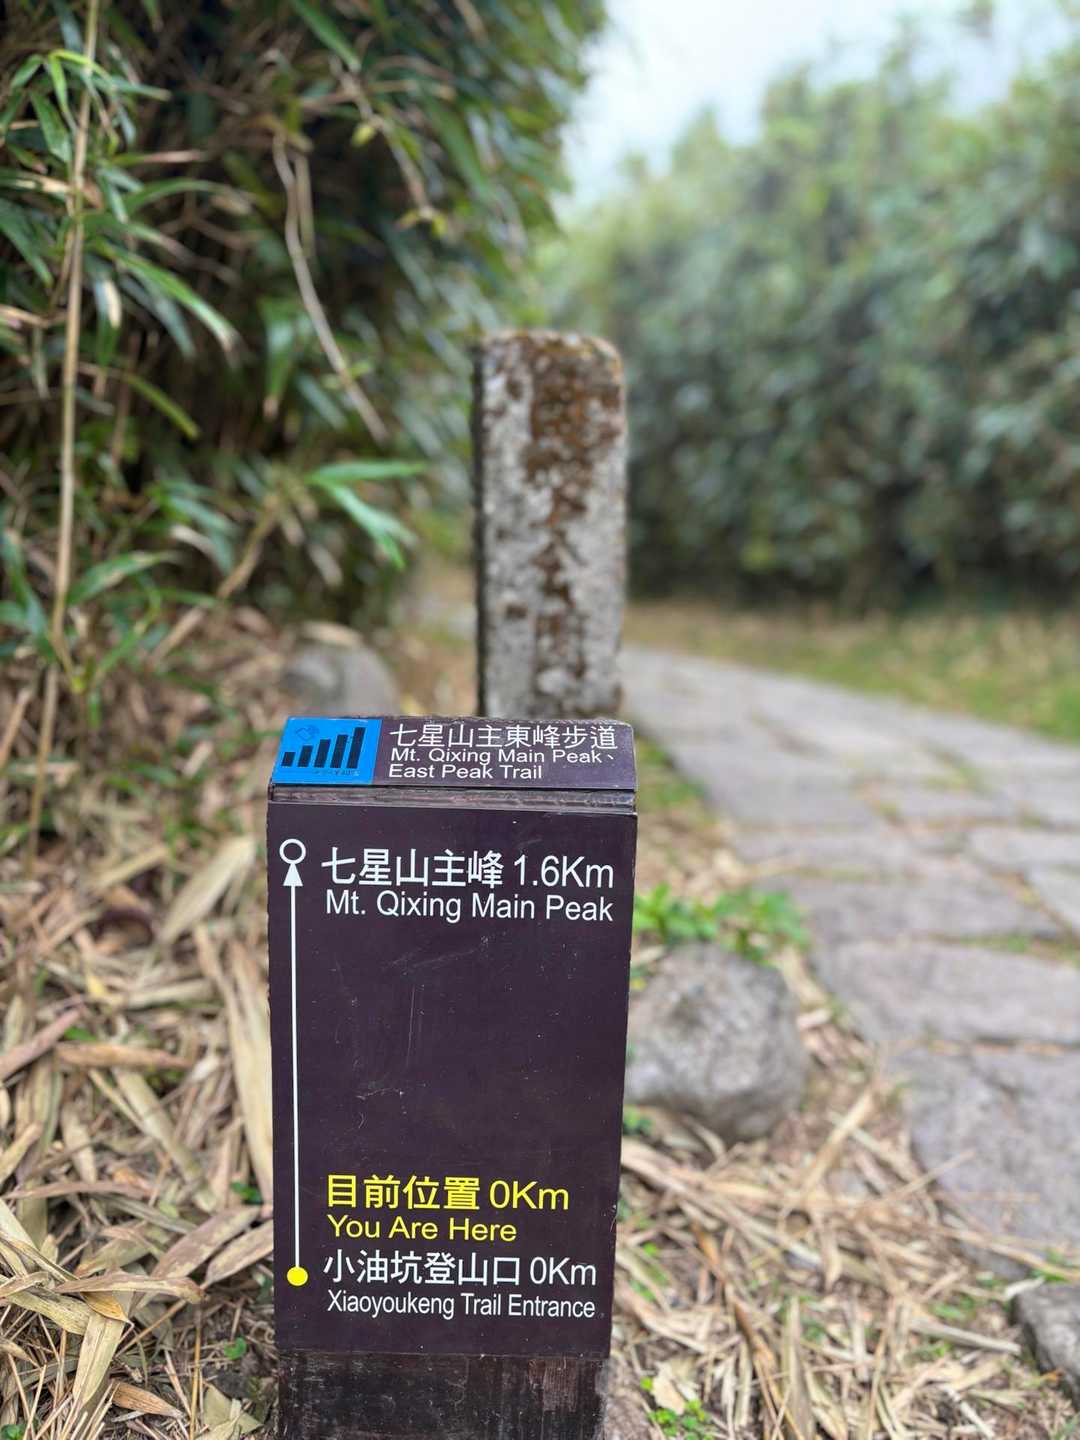 七星山主東峰步道
Mt. Qixing Main Peak、
East Peak Trail
七星山主峰 1.6Km
Mt. Qixing Main Peak
目前位置 0Km
You Are Here
小油坑登山口 0Km
Xiaoyoukeng Trail Entrance